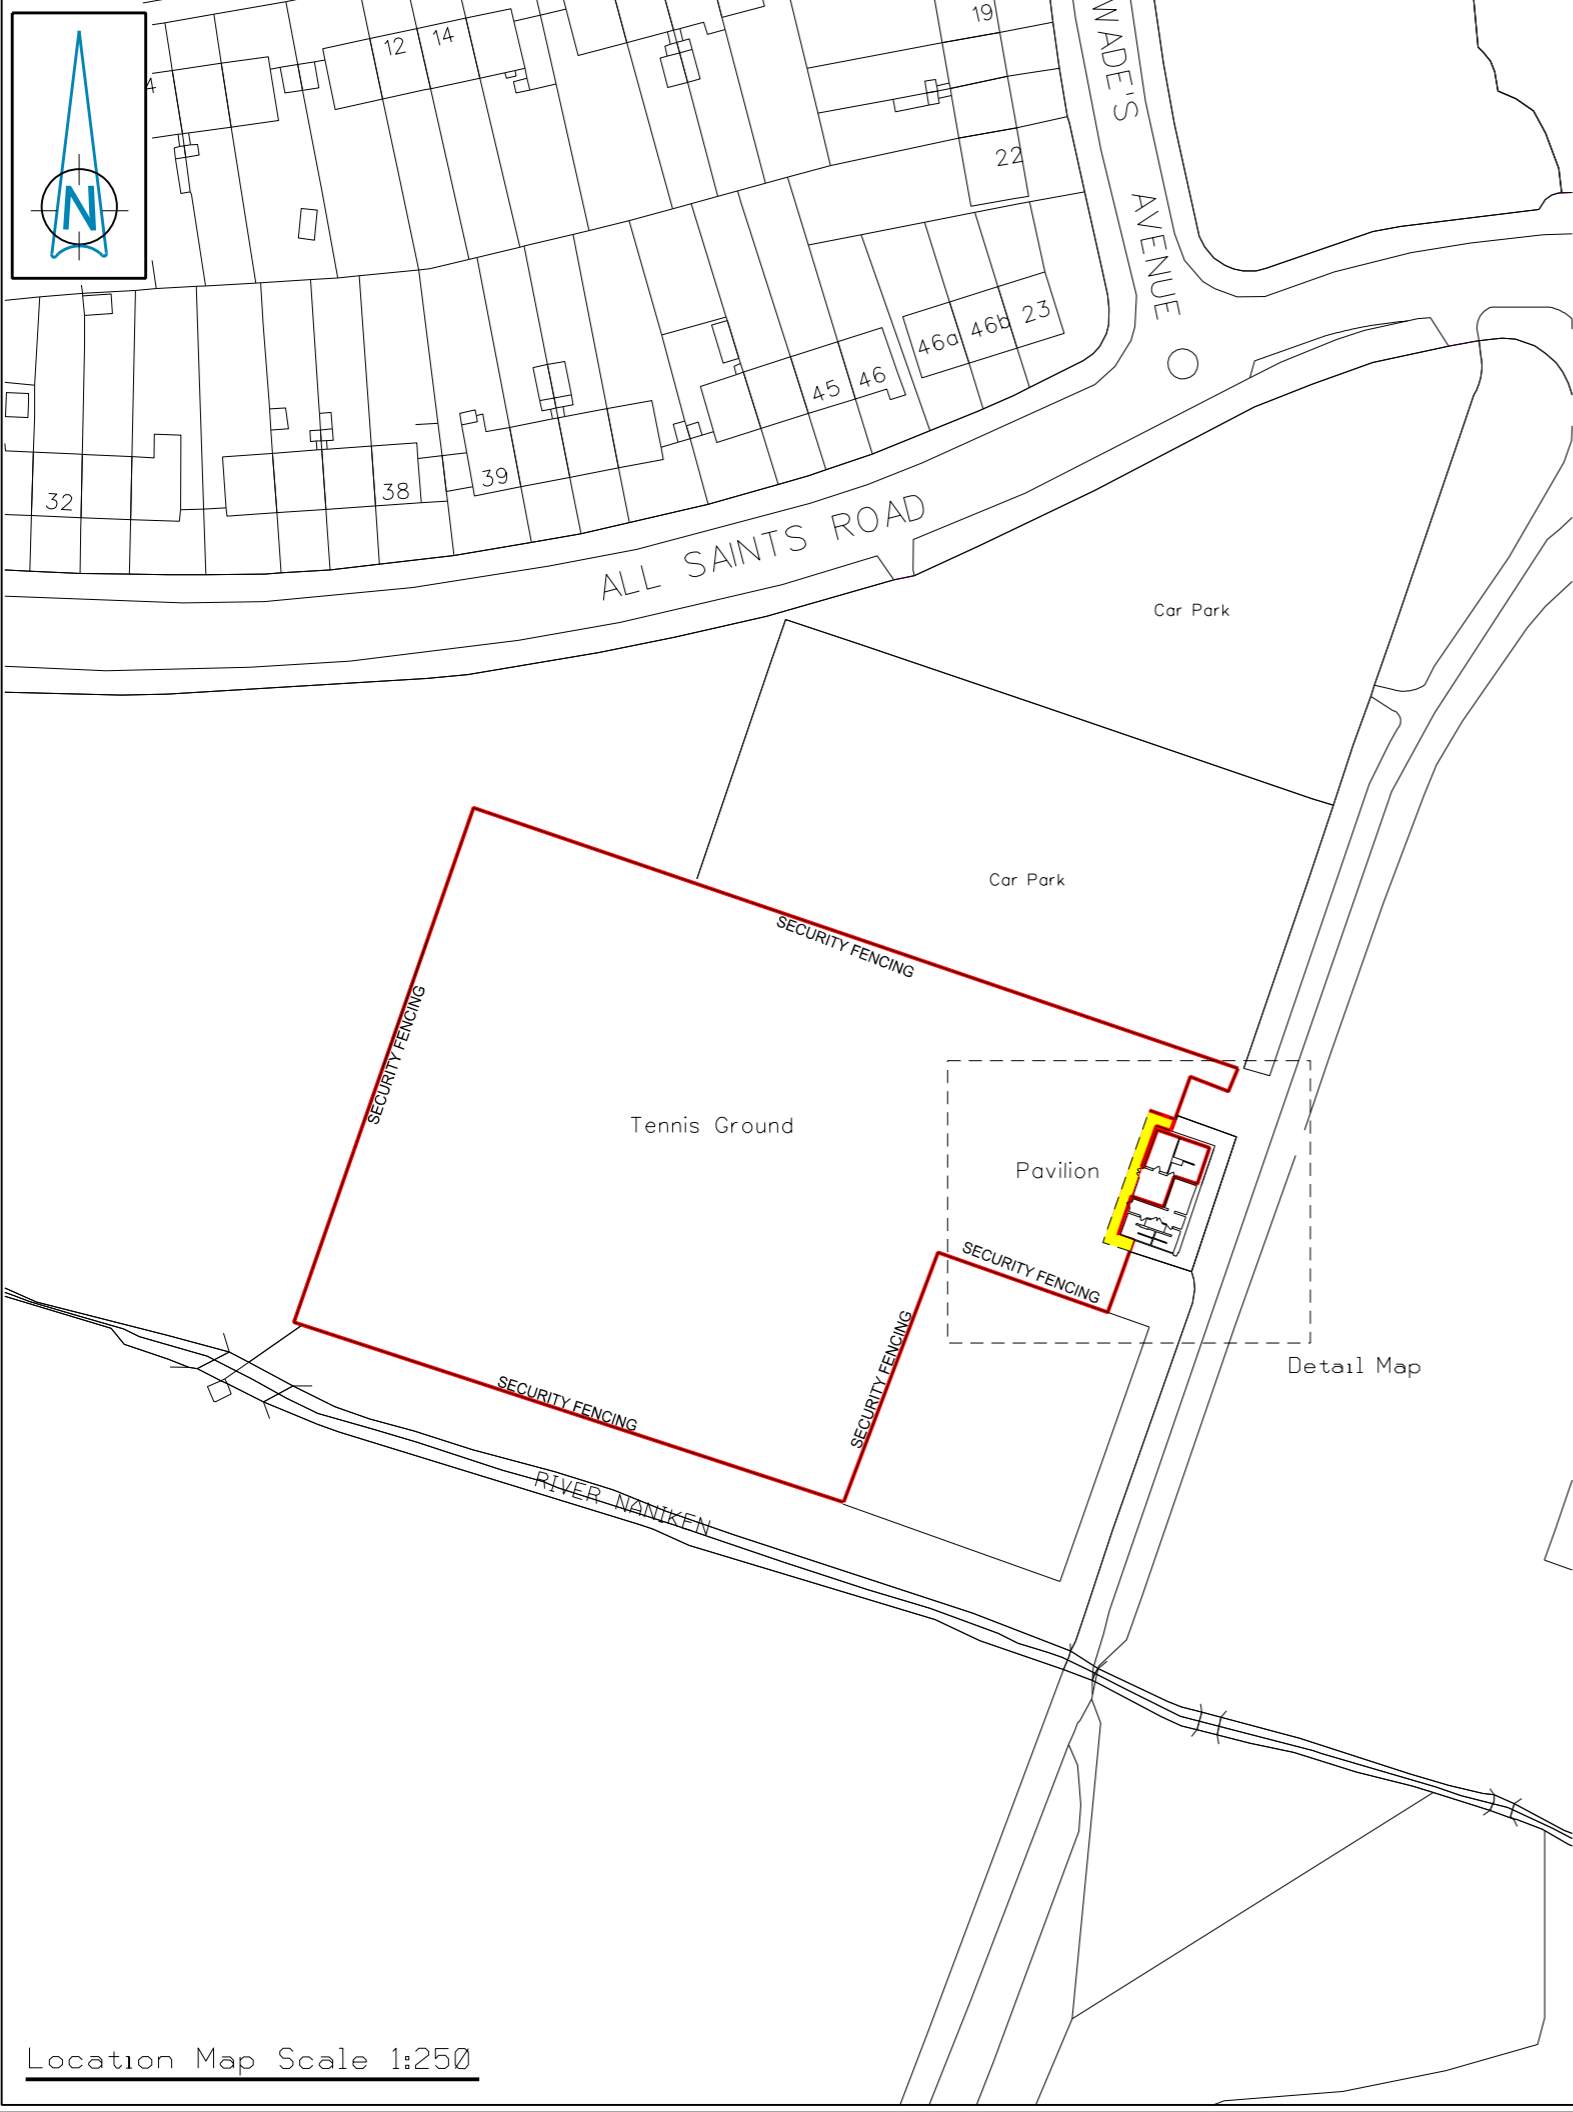 N
4
12
14
19
WADE'S AVENUE
22
46a
46b
23
45
46
39
38
32
ALL SAINTS ROAD
Car Park
Car Park
SECURITY FENCING
SECURITY FENCING
Tennis Ground
Pavilion
SECURITY FENCING
SECURITY FENCING
Detail Map
SECURITY FENCING
RIVER NANIKEN
Location Map Scale 1:250